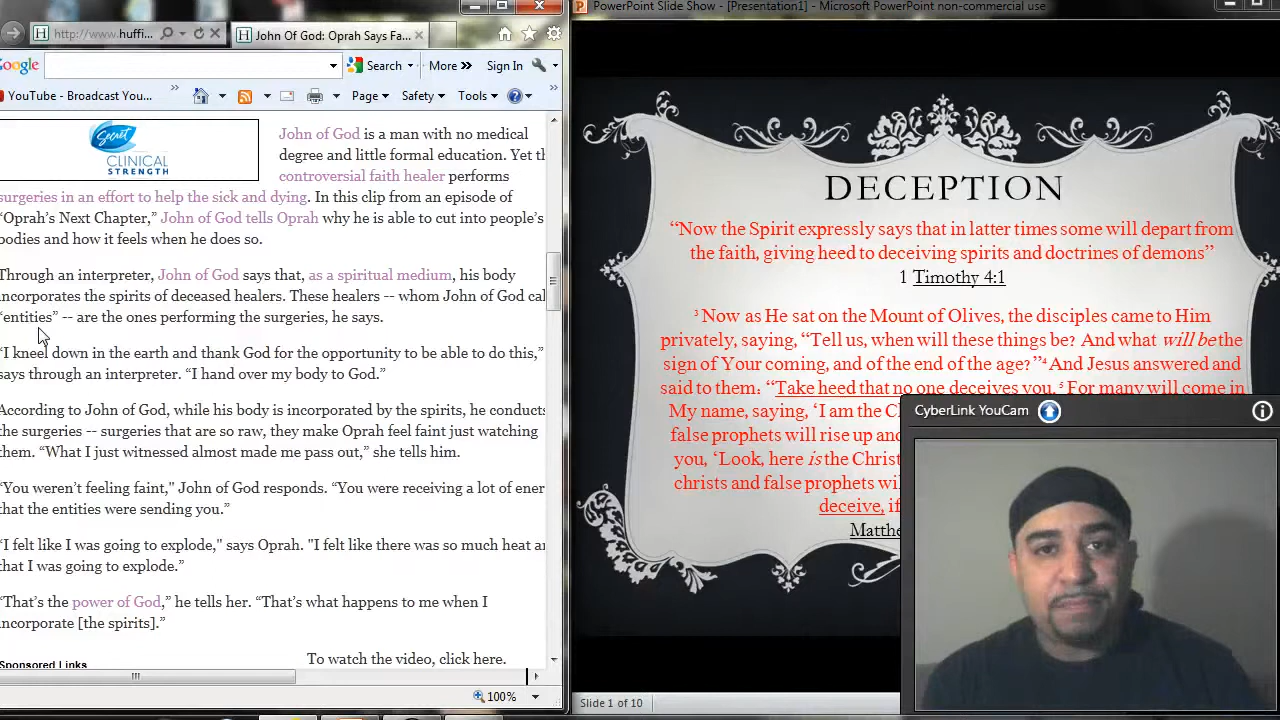 http://www.huffi...
John Of God: Oprah Says Fa...
Google
Search
More »
Sign In
YouTube - Broadcast You...
Page
Safety
Tools
Secret
CLINICAL
STRENGTH
John of God is a man with no medical
degree and little formal education. Yet
controversial faith healer performs
surgeries in an effort to help the sick and dying. In this clip from an episode of
“Oprah’s Next Chapter,” John of God tells Oprah why he is able to cut into people’s
bodies and how it feels when he does so.
Through an interpreter, John of God says that, as a spiritual medium, his body
incorporates the spirits of deceased healers. These healers -- whom John of God
“entities” -- are the ones performing the surgeries, he says.
“I kneel down in the earth and thank God for the opportunity to be able to do this,”
says through an interpreter. “I hand over my body to God.”
According to John of God, while his body is incorporated by the spirits, he conducts
the surgeries -- surgeries that are so raw, they make Oprah feel faint just watching
them. “What I just witnessed almost made me pass out,” she tells him.
“You weren’t feeling faint," John of God responds. “You were receiving a lot of
that the entities were sending you.”
“I felt like I was going to explode," says Oprah. "I felt like there was so much heat
that I was going to explode.”
“That’s the power of God,” he tells her. “That’s what happens to me when I
incorporate [the spirits].”
Sponsored Links
To watch the video, click here.
100%
PowerPoint Slide Show - [Presentation1] - Microsoft PowerPoint non-commercial use
DECEPTION
“Now the Spirit expressly says that in latter times some will depart from
the faith, giving heed to deceiving spirits and doctrines of demons”
1 Timothy 4:1
3 Now as He sat on the Mount of Olives, the disciples came to Him
privately, saying, “Tell us, when will these things be? And what will be the
sign of Your coming, and of the end of the age?” 4 And Jesus answered and
said to them: “Take heed that no one deceives you. 5 For many will come in
My name, saying, ‘I am the
false prophets will rise up and
you, ‘Look, here is the Christ
christs and false prophets
deceive,
CyberLink YouCam
Slide 1 of 10